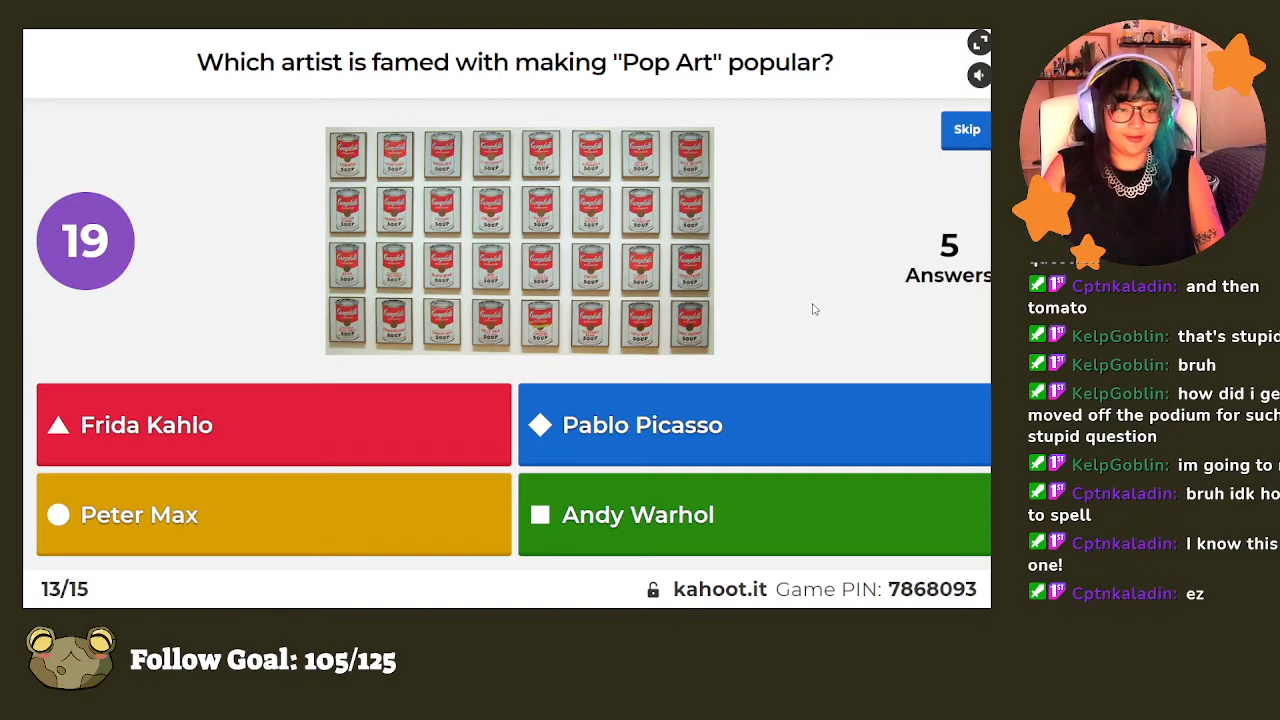 Which artist is famed with making "Pop Art" popular?
Skip
19
5
Answers
Frida Kahlo
Pablo Picasso
Peter Max
Andy Warhol
13/15
kahoot.it Game PIN: 7868093
Cptnkaladin: and then
tomato
KelpGoblin: that's stupid
KelpGoblin: bruh
KelpGoblin: how did i ge
moved off the podium for such
stupid question
KelpGoblin: im going to
Cptnkaladin: bruh idk ho
to spell
Cptnkaladin: I know this
one!
Cptnkaladin: ez
Follow Goal: 105/125